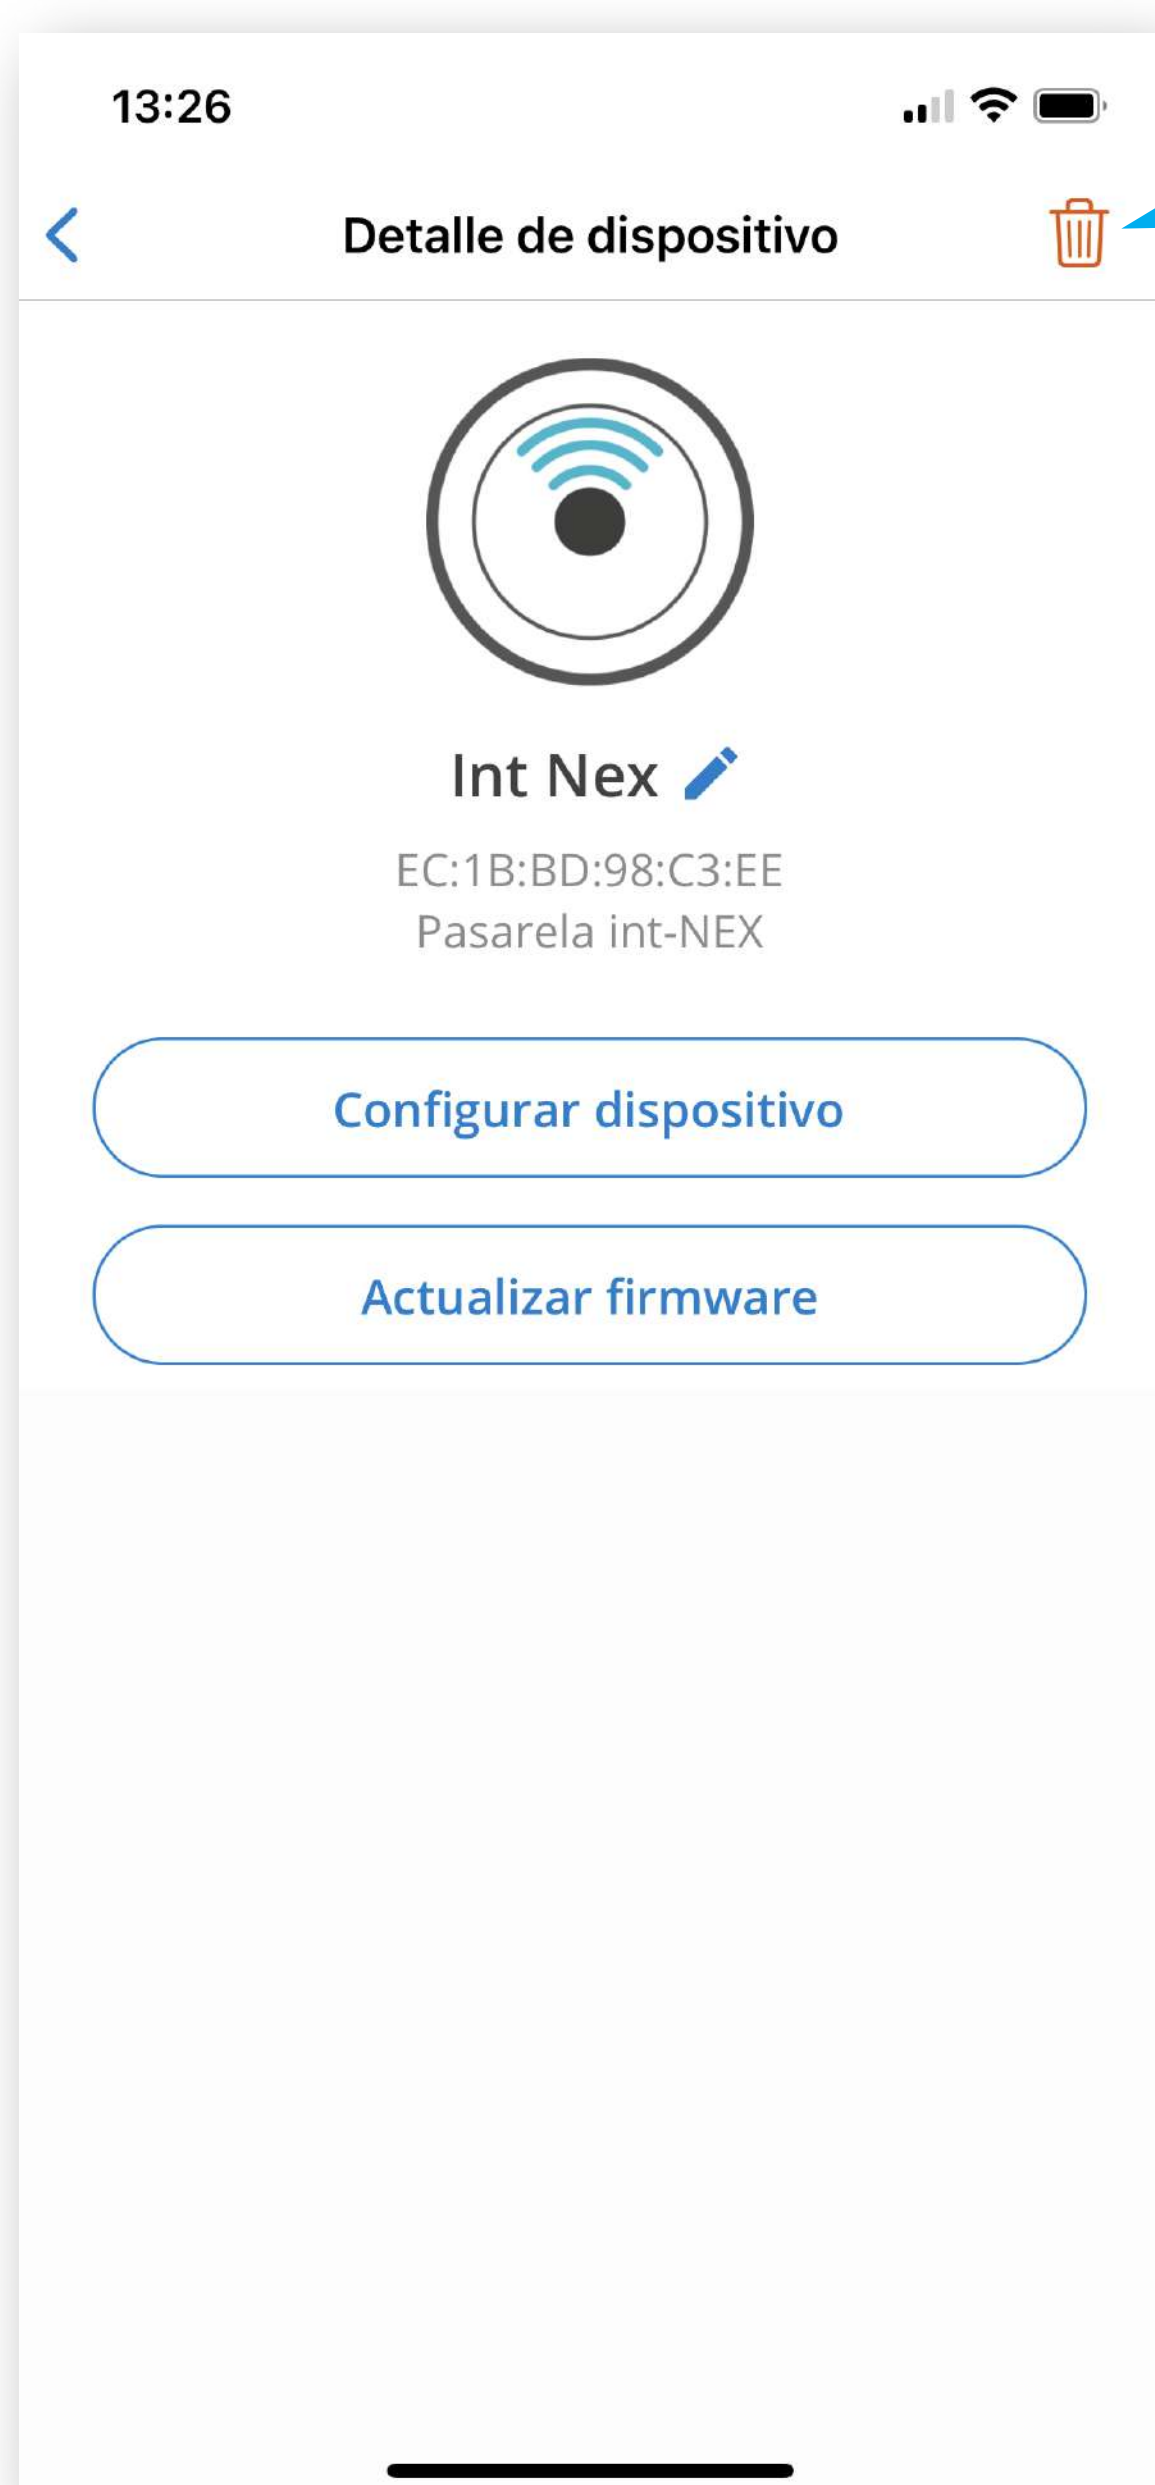 13:26
Detalle de dispositivo
Int Nex
EC:1B:BD:98:C3:EE
Pasarela int-NEX
Configurar dispositivo
Actualizar firmware